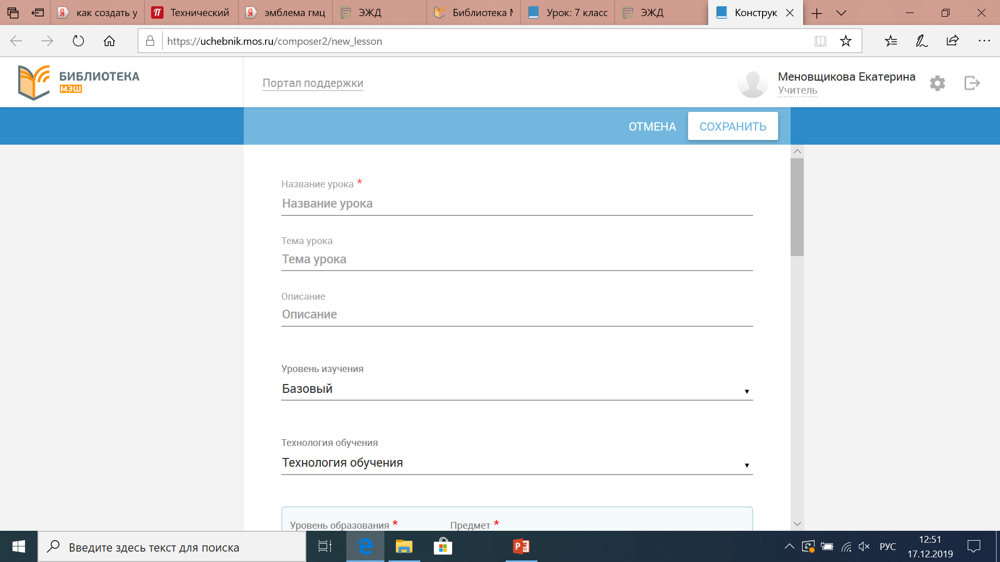 как создать у
Технический
эмблема гмц
ЭЖД
Библиотека М
Урок: 7 класс
ЭЖД
Конструк
https://uchebnik.mos.ru/composer2/new_lesson
БИБЛИОТЕКА
МЭШ
Портал поддержки
Меновщикова Екатерина
Учитель
ОТМЕНА
СОХРАНИТЬ
Название урока *
Название урока
Тема урока
Тема урока
Описание
Описание
Уровень изучения
Базовый
Технология обучения
Технология обучения
Уровень образования *
Предмет *
Введите здесь текст для поиска
РУС
12:51
17.12.2019